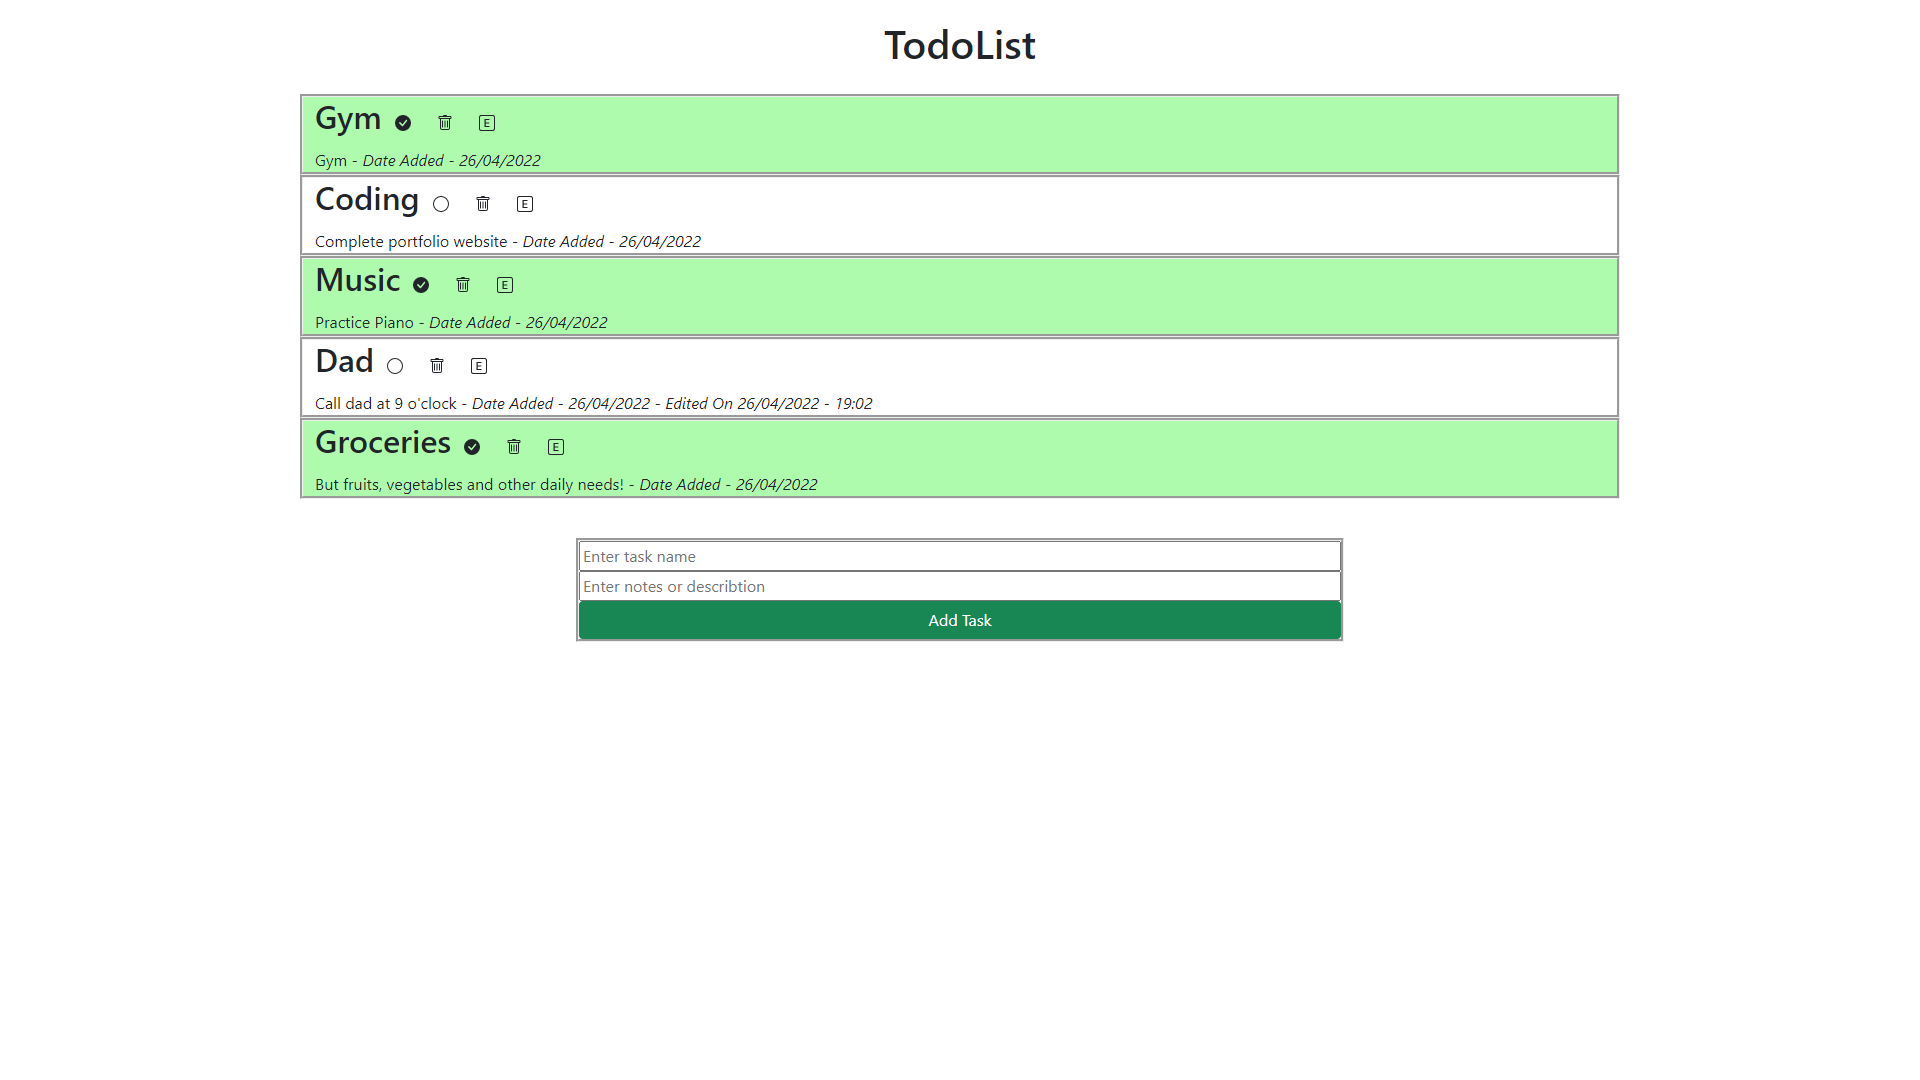 TodoList
Gym E
Gym - Date Added - 26/04/2022
Coding E
Complete portfolio website - Date Added - 26/04/2022
Music E
Practice Piano - Date Added - 26/04/2022
Dad E
Call dad at 9 o'clock - Date Added - 26/04/2022 - Edited On 26/04/2022 - 19:02
Groceries E
But fruits, vegetables and other daily needs! - Date Added - 26/04/2022
Enter task name
Enter notes or describtion
Add Task